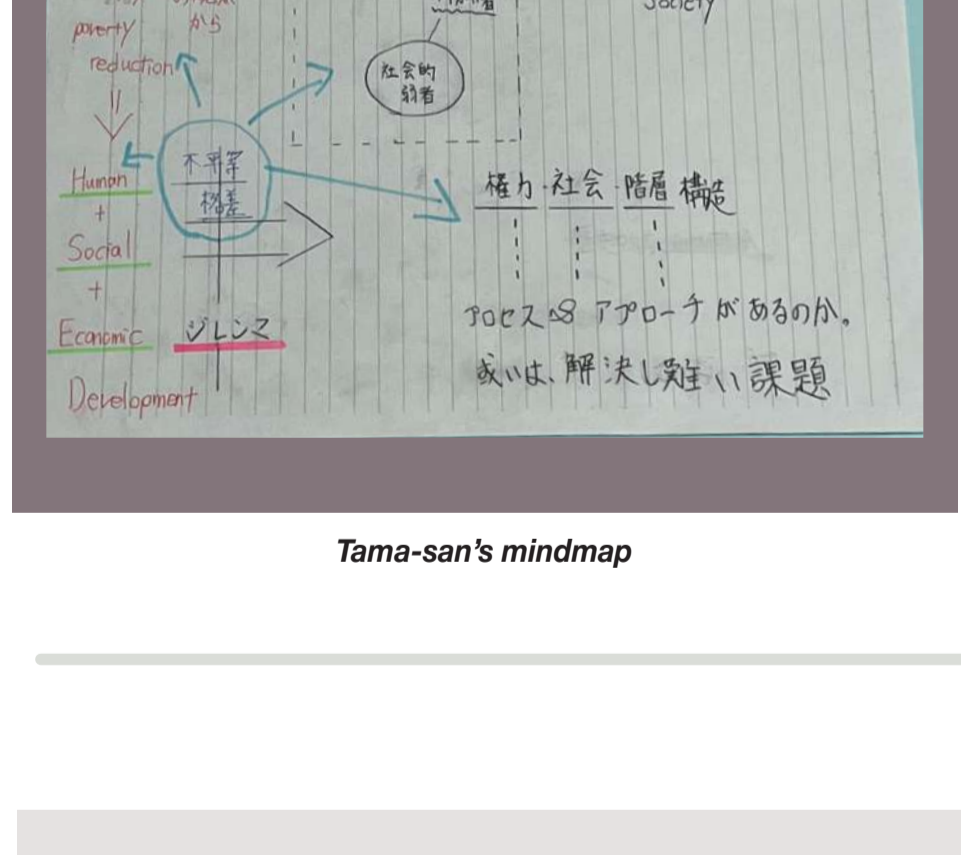 から
society
poverty
reduction
社会的
弱者
不平等
格差
Human
+
Social
+
Economic
Development
ジレンマ
権力・社会・階層構造
プロセスへのアプローチがあるのか。
或いは、解決し難い課題
Tama-san's mindmap